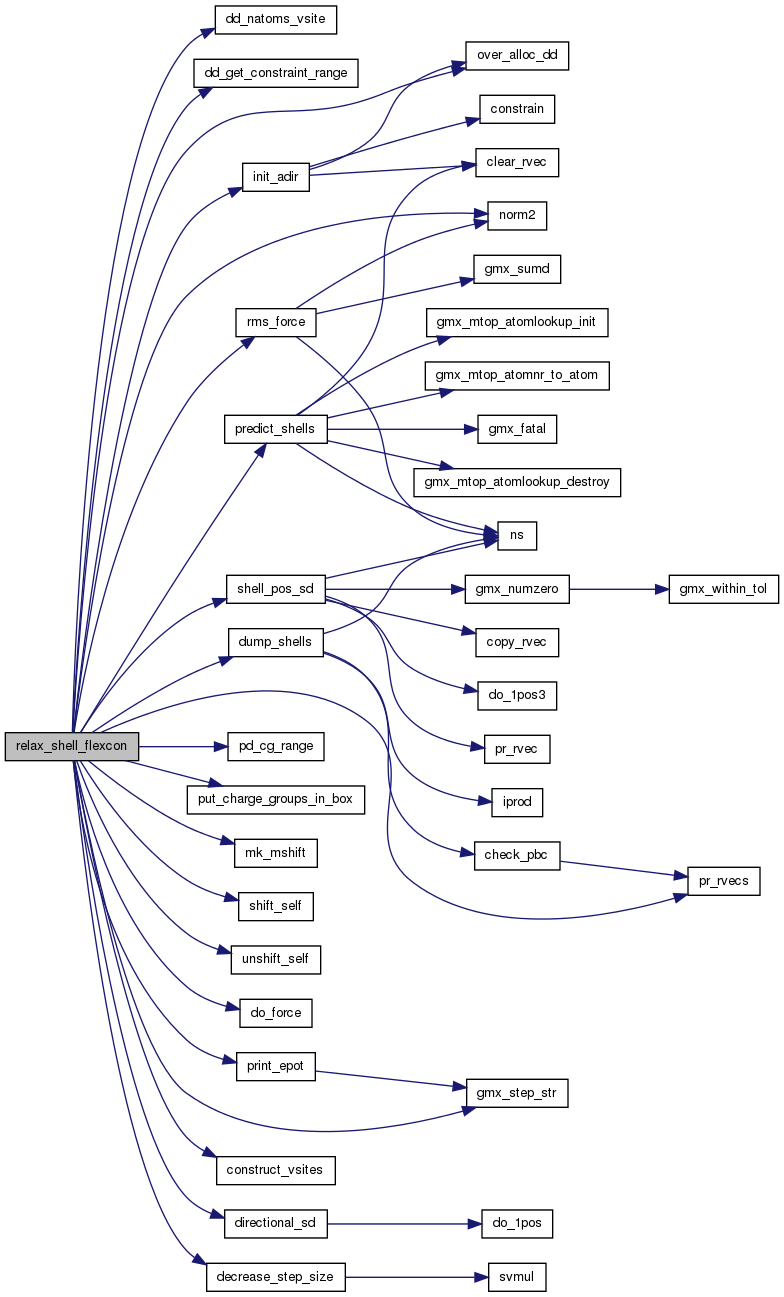 dd_natoms_vsite
over_alloc_dd
dd_get_constraint_range
constrain
clear_rvec
init_adir
norm2
gmx_sumd
rms_force
gmx_mtop_atomlookup_init
gmx_mtop_atomnr_to_atom
predict_shells
gmx_fatal
gmx_mtop_atomlookup_destroy
ns
shell_pos_sd
gmx_numzero
gmx_within_tol
dump_shells
copy_rvec
do_1pos3
relax_shell_flexcon
pd_cg_range
pr_rvec
put_charge_groups_in_box
iprod
mk_mshift
check_pbc
pr_rvecs
shift_self
unshift_self
do_force
print_epot
gmx_step_str
construct_vsites
directional_sd
do_1pos
decrease_step_size
svmul